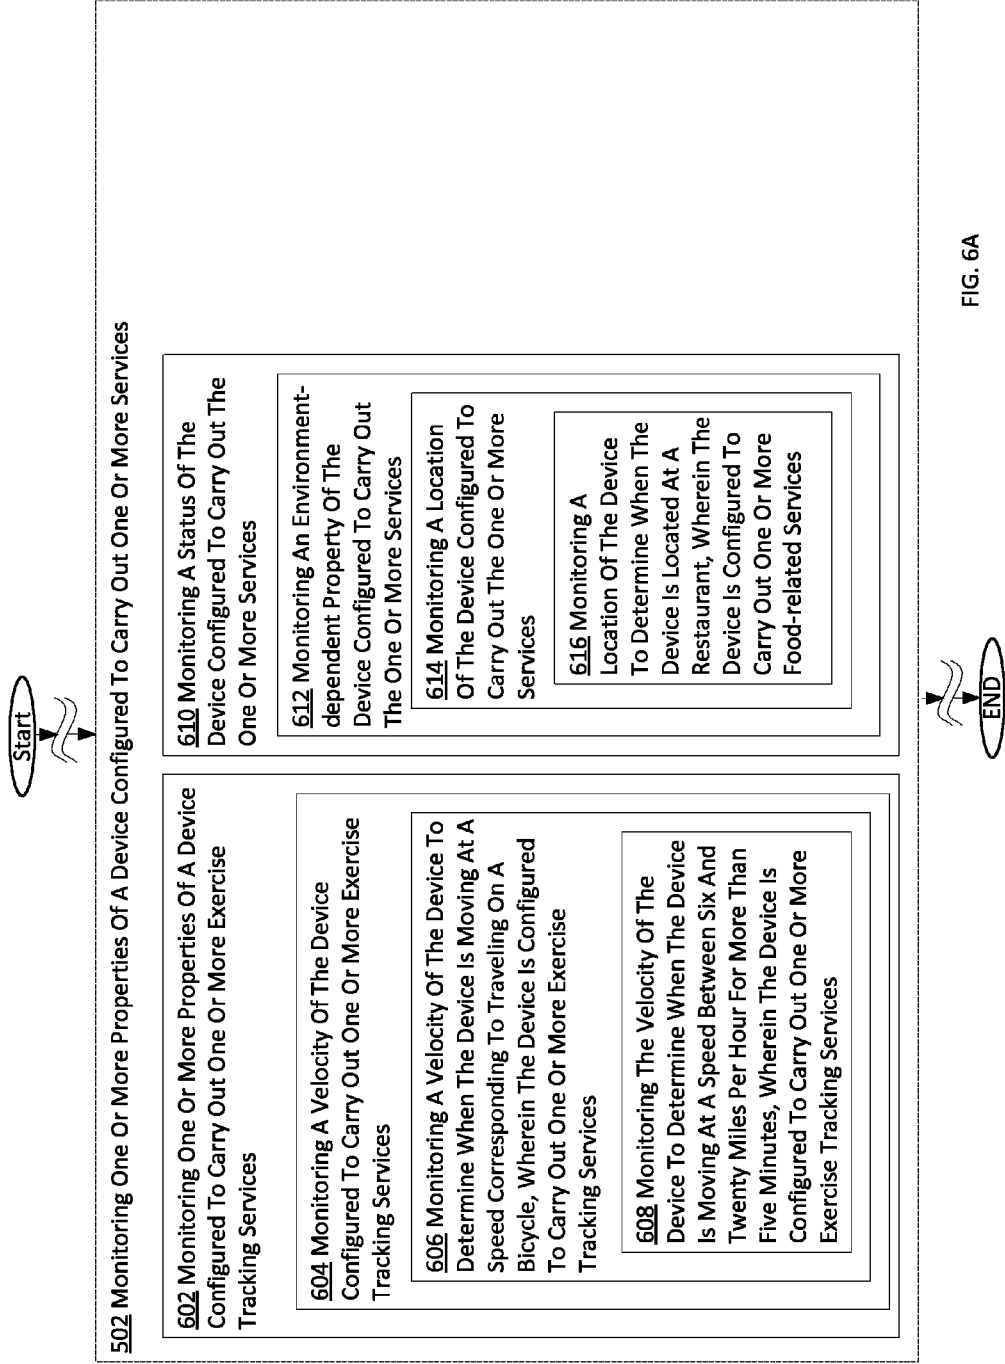 Start
502 Monitoring One Or More Properties Of A Device Configured To Carry Out One Or More Services
602 Monitoring One Or More Properties Of A Device
Configured To Carry Out One Or More Exercise
Tracking Services
604 Monitoring A Velocity Of The Device
Configured To Carry Out One Or More Exercise
Tracking Services
606 Monitoring A Velocity Of The Device To
Determine When The Device Is Moving At A
Speed Corresponding To Traveling On A
Bicycle, Wherein The Device Is Configured
To Carry Out One Or More Exercise
Tracking Services
608 Monitoring The Velocity Of The
Device To Determine When The Device
Is Moving At A Speed Between Six And
Twenty Miles Per Hour For More Than
Five Minutes, Wherein The Device Is
Configured To Carry Out One Or More
Exercise Tracking Services
610 Monitoring A Status Of The
Device Configured To Carry Out The
One Or More Services
612 Monitoring An Environment-
dependent Property Of The
Device Configured To Carry Out
The One Or More Services
614 Monitoring A Location
Of The Device Configured To
Carry Out The One Or More
Services
616 Monitoring A
Location Of The Device
To Determine When The
Device Is Located At A
Restaurant, Wherein The
Device Is Configured To
Carry Out One Or More
Food-related Services
END
FIG. 6A